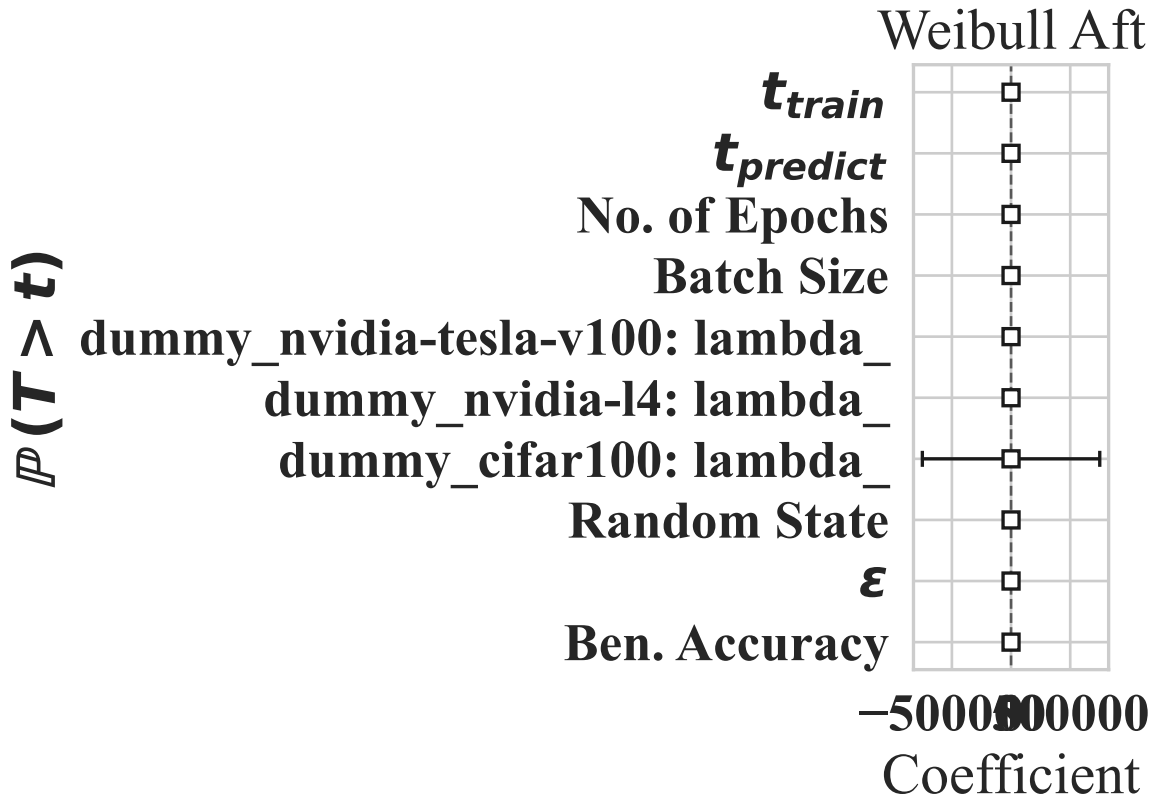 Weibull Aft
t_train
t_predict
No. of Epochs
Batch Size
dummy_nvidia-tesla-v100: lambda_
dummy_nvidia-l4: lambda_
dummy_cifar100: lambda_
Random State
ε
Ben. Accuracy
ℙ(T > t)
Coefficient